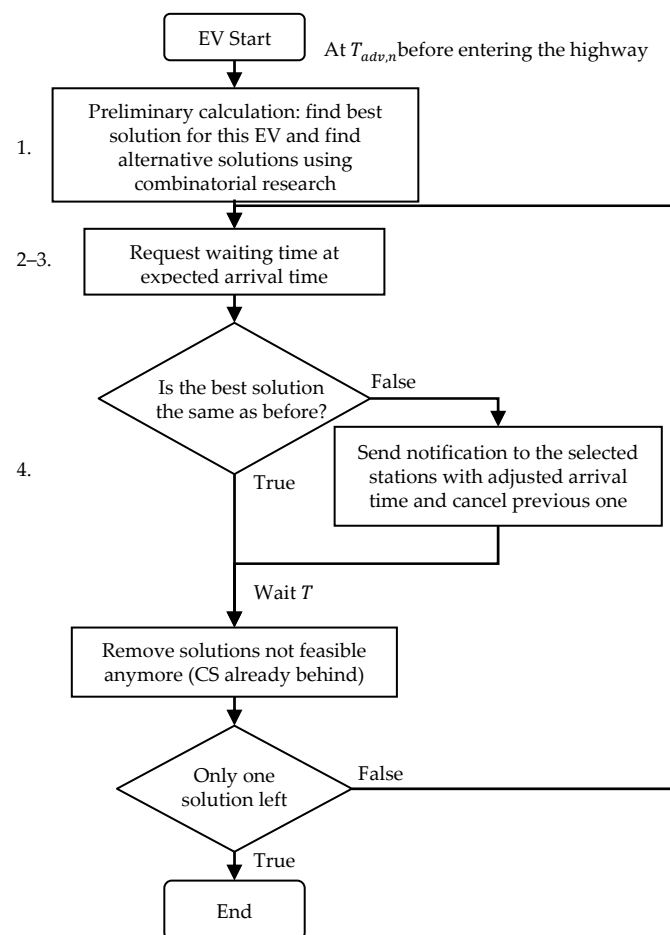 EV Start
At T_{adv,n} before entering the highway
1.
Preliminary calculation: find best
solution for this EV and find
alternative solutions using
combinatorial research
2–3.
Request waiting time at
expected arrival time
Is the best solution
the same as before?
False
Send notification to the selected
stations with adjusted arrival
time and cancel previous one
4.
True
Wait T
Remove solutions not feasible
anymore (CS already behind)
Only one
solution left
False
True
End